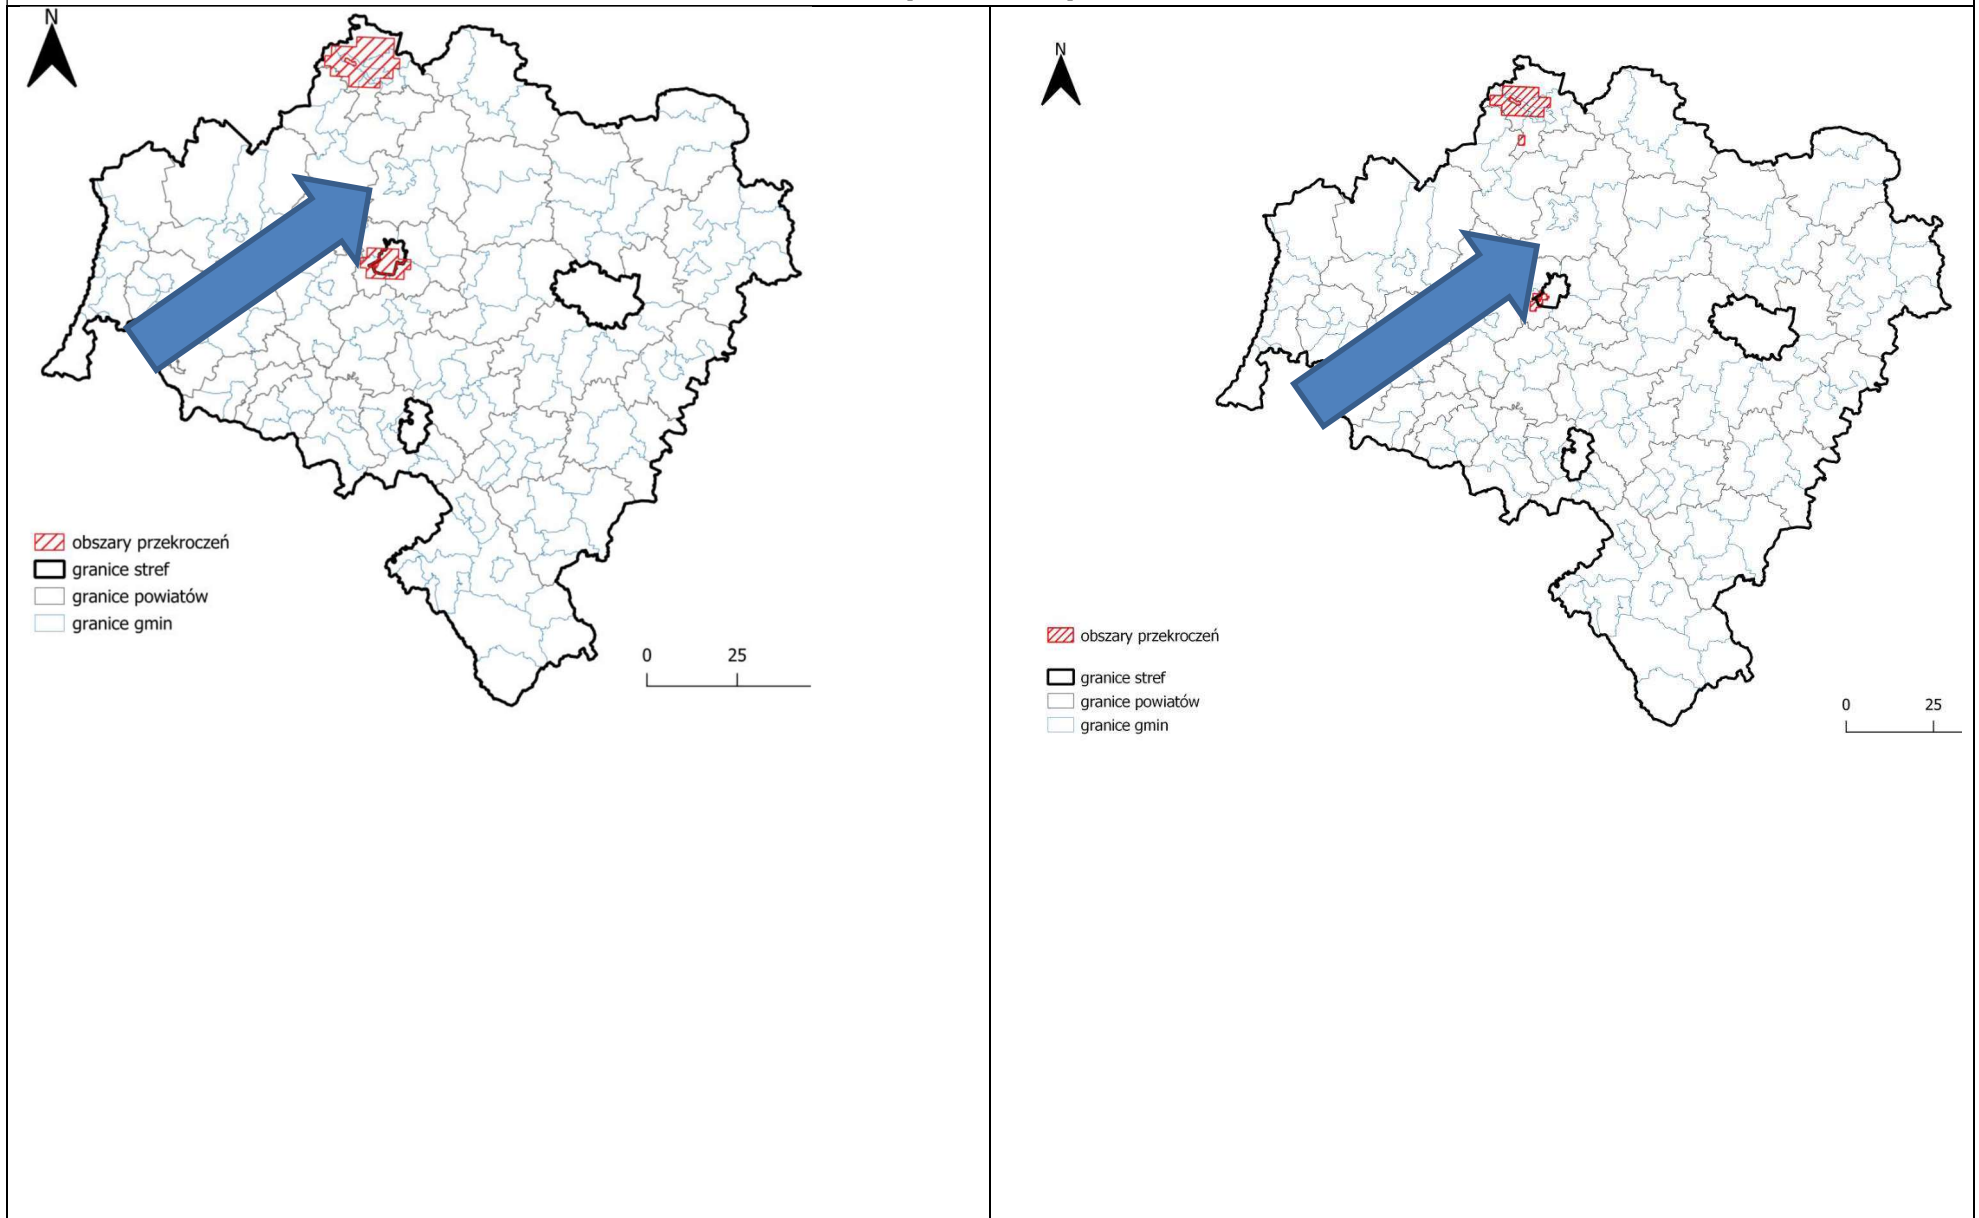 N
obszary przekroczeń
granice stref
granice powiatów
granice gmin
0 25
N
obszary przekroczeń
granice stref
granice powiatów
granice gmin
0 25